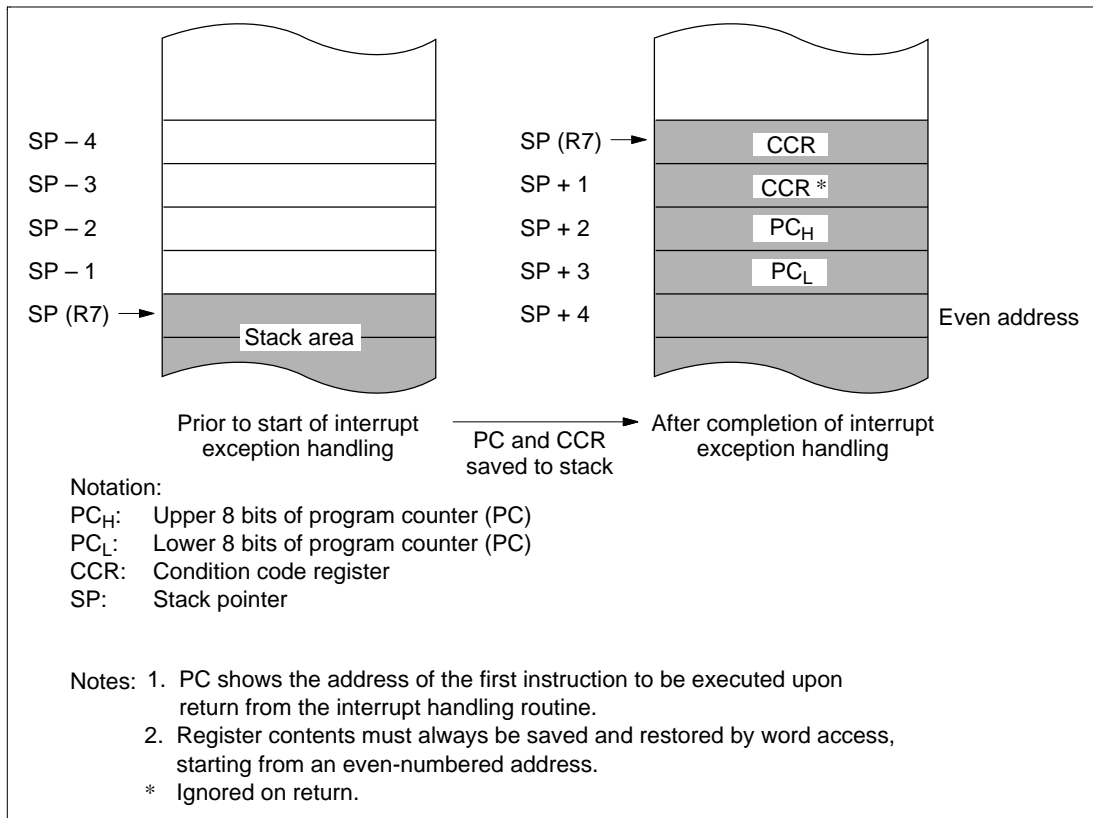 SP – 4
SP – 3
SP – 2
SP – 1
SP (R7)
Stack area
SP (R7)
SP + 1
SP + 2
SP + 3
SP + 4
CCR
CCR *
PCH
PCL
Even address
Prior to start of interrupt
exception handling
PC and CCR
saved to stack
After completion of interrupt
exception handling
Notation:
PCH: Upper 8 bits of program counter (PC)
PCL: Lower 8 bits of program counter (PC)
CCR: Condition code register
SP: Stack pointer
Notes: 1. PC shows the address of the first instruction to be executed upon
return from the interrupt handling routine.
2. Register contents must always be saved and restored by word access,
starting from an even-numbered address.
* Ignored on return.